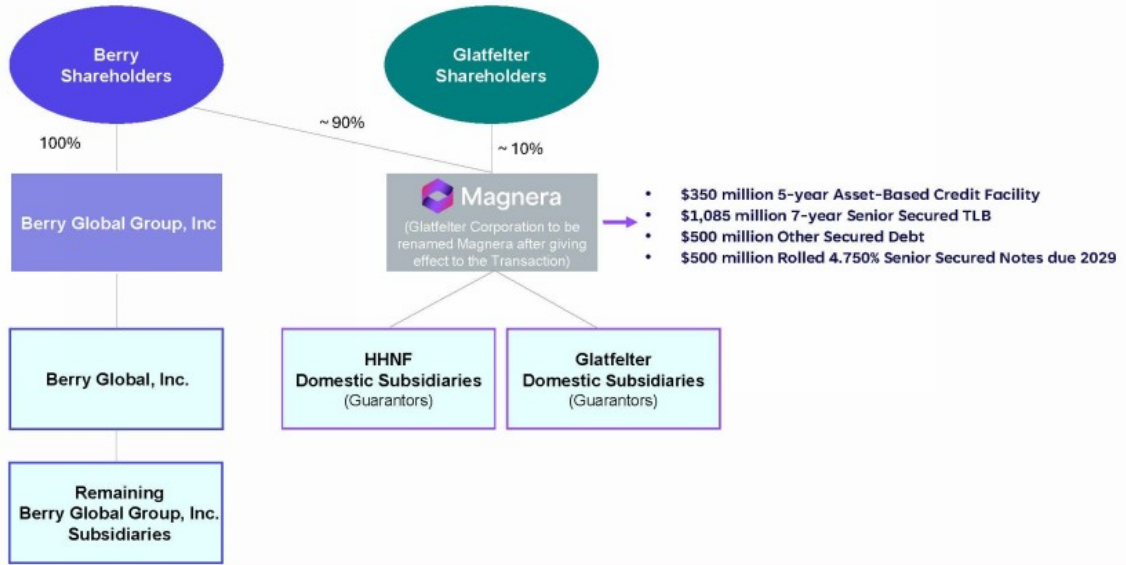 Berry
Shareholders
Glatfelter
Shareholders
100%
~ 90%
~ 10%
Berry Global Group, Inc
Magnera
(Glatfelter Corporation to be
renamed Magnera after giving
effect to the Transaction)
• $350 million 5-year Asset-Based Credit Facility
• $1,085 million 7-year Senior Secured TLB
• $500 million Other Secured Debt
• $500 million Rolled 4.750% Senior Secured Notes due 2029
Berry Global, Inc.
HHNF
Domestic Subsidiaries
(Guarantors)
Glatfelter
Domestic Subsidiaries
(Guarantors)
Remaining
Berry Global Group, Inc.
Subsidiaries